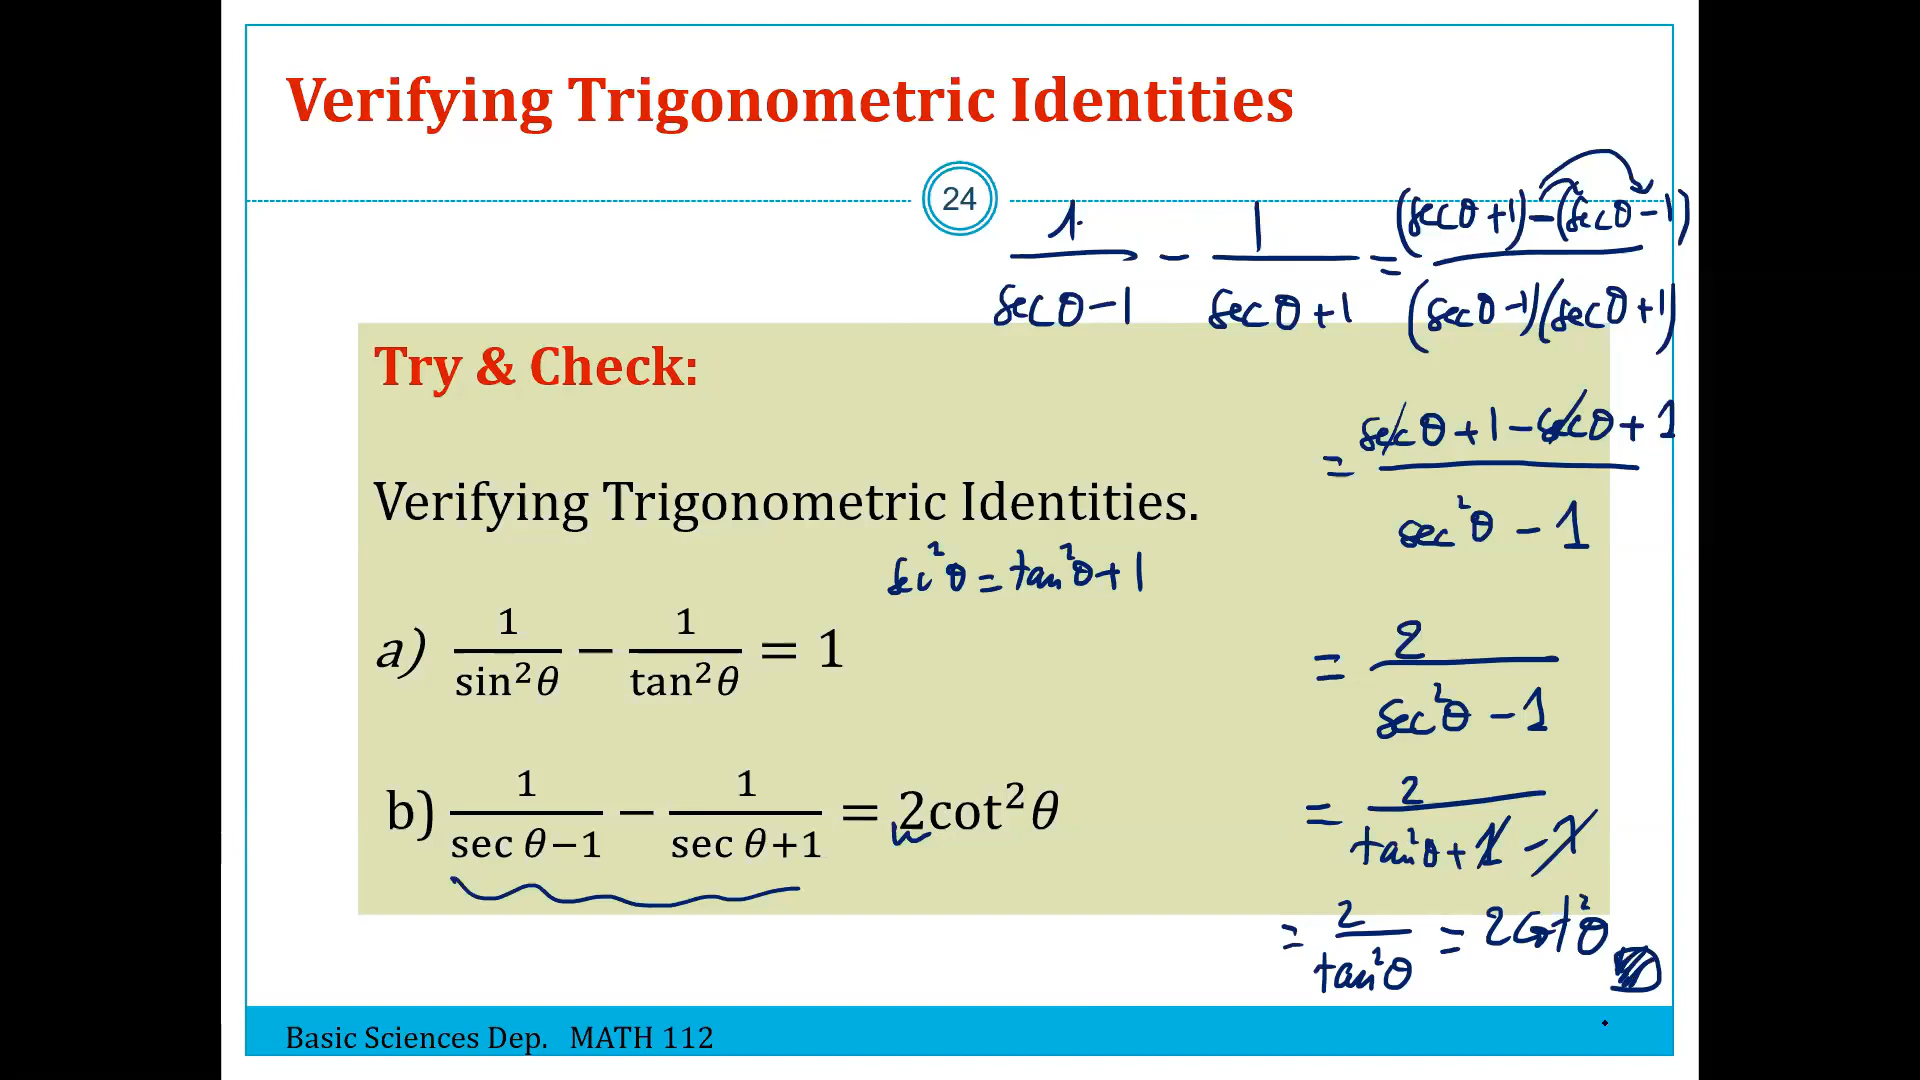 Verifying Trigonometric Identities
24
1/(secθ-1) - 1/(secθ+1) = ((secθ+1)-(secθ-1))/((secθ-1)(secθ+1))
Try & Check:
= (secθ+1-secθ+1)/(sec²θ-1)
Verifying Trigonometric Identities.
sec²θ = tan²θ+1
a) 1/sin²θ − 1/tan²θ = 1
= 2/(sec²θ-1)
b) 1/(sec θ−1) − 1/(sec θ+1) = 2cot²θ
= 2/(tan²θ+1-1)
= 2/tan²θ = 2cot²θ
Basic Sciences Dep. MATH 112